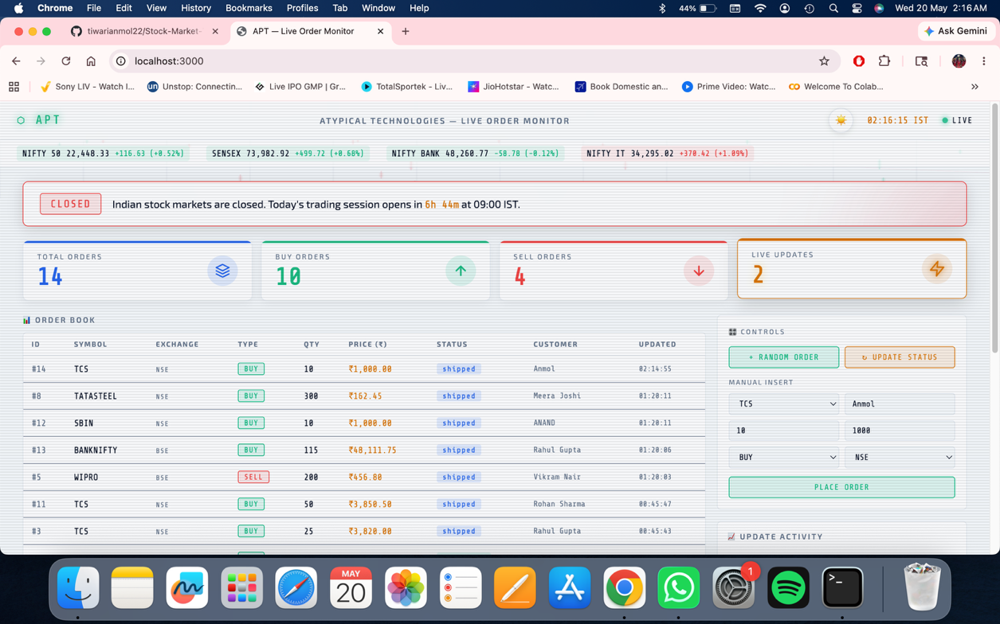 Chrome File Edit View History Bookmarks Profiles Tab Window Help 44% Wed 20 May 2:16 AM
tiwarianmol22/Stock-Market- APT — Live Order Monitor Ask Gemini
localhost:3000
Sony LIV - Watch I... Unstop: Connectin... Live IPO GMP | Gr... TotalSportek - Liv... JioHotstar - Watc... Book Domestic an... Prime Video: Watc... Welcome To Colab...
APT ATYPICAL TECHNOLOGIES — LIVE ORDER MONITOR 02:16:15 IST LIVE
NIFTY 50 22,448.33 +116.63 (+0.52%) SENSEX 73,982.92 +499.72 (+0.68%) NIFTY BANK 48,260.77 -58.78 (-0.12%) NIFTY IT 34,295.02 +370.42 (+1.09%)
CLOSED Indian stock markets are closed. Today's trading session opens in 6h 44m at 09:00 IST.
TOTAL ORDERS BUY ORDERS SELL ORDERS LIVE UPDATES
14 10 4 2
ORDER BOOK
ID SYMBOL EXCHANGE TYPE QTY PRICE (₹) STATUS CUSTOMER UPDATED
#14 TCS NSE BUY 10 ₹1,000.00 shipped Anmol 02:14:55
#8 TATASTEEL NSE BUY 300 ₹162.45 shipped Meera Joshi 01:20:11
#12 SBIN NSE BUY 10 ₹1,000.00 shipped ANAND 01:20:11
#13 BANKNIFTY BSE BUY 115 ₹48,111.75 shipped Rahul Gupta 01:20:06
#5 WIPRO BSE SELL 200 ₹456.80 shipped Vikram Nair 01:20:03
#11 TCS NSE BUY 50 ₹3,850.50 shipped Rohan Sharma 00:45:47
#3 TCS NSE BUY 25 ₹3,820.00 shipped Rahul Gupta 00:45:43
CONTROLS
+ RANDOM ORDER ↻ UPDATE STATUS
MANUAL INSERT
TCS Anmol
10 1000
BUY NSE
PLACE ORDER
UPDATE ACTIVITY
MAY
20
1
>_